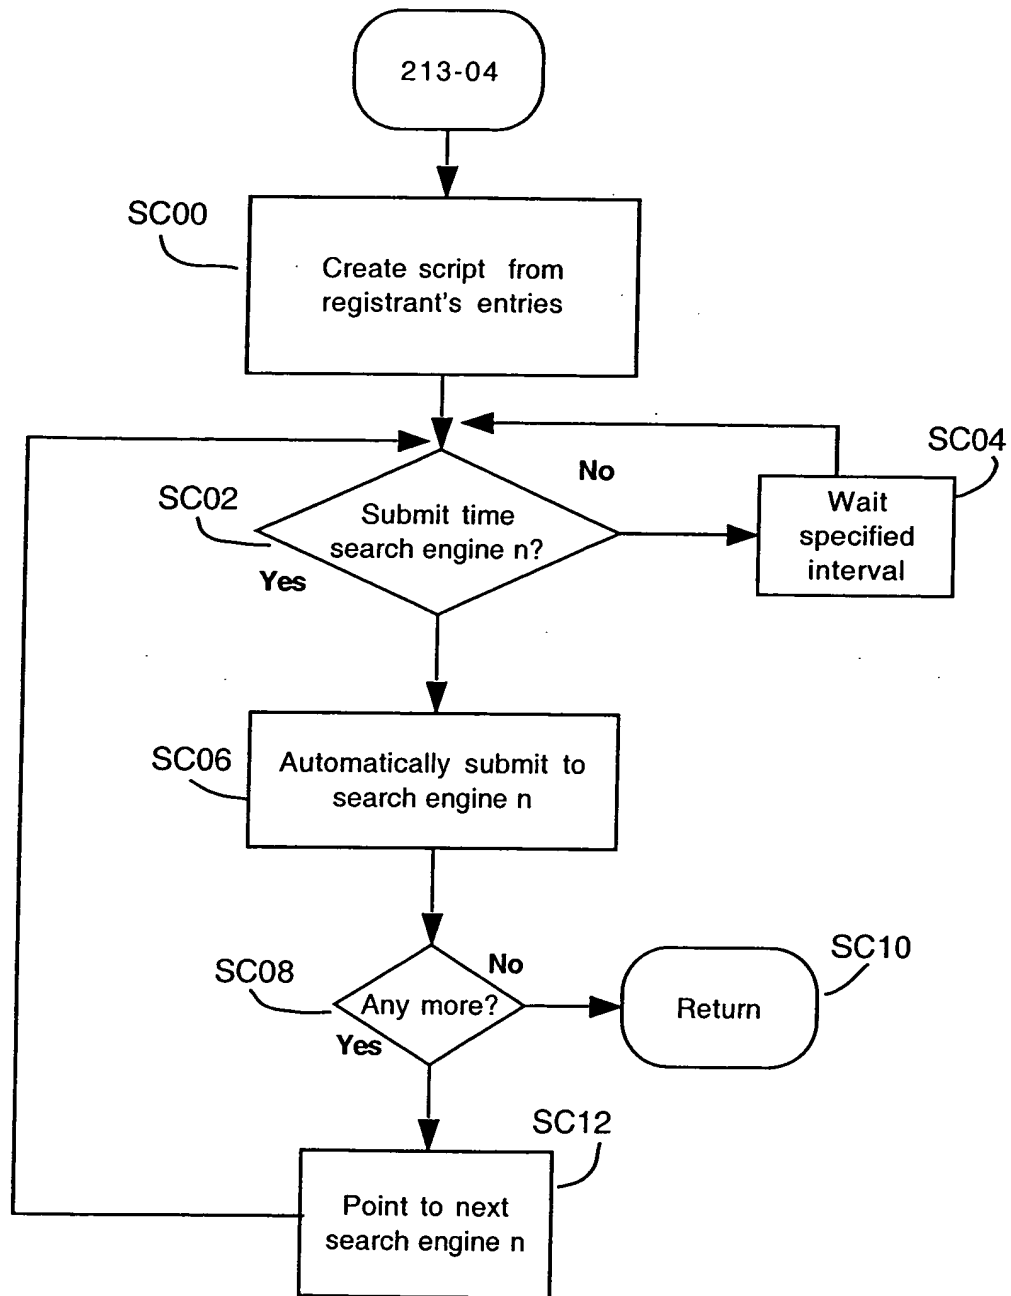 213-04
SC00
Create script from
registrant's entries
SC04
No
SC02
Submit time
search engine n?
Wait
specified
interval
Yes
SC06
Automatically submit to
search engine n
SC10
No
SC08
Any more?
Return
Yes
SC12
Point to next
search engine n